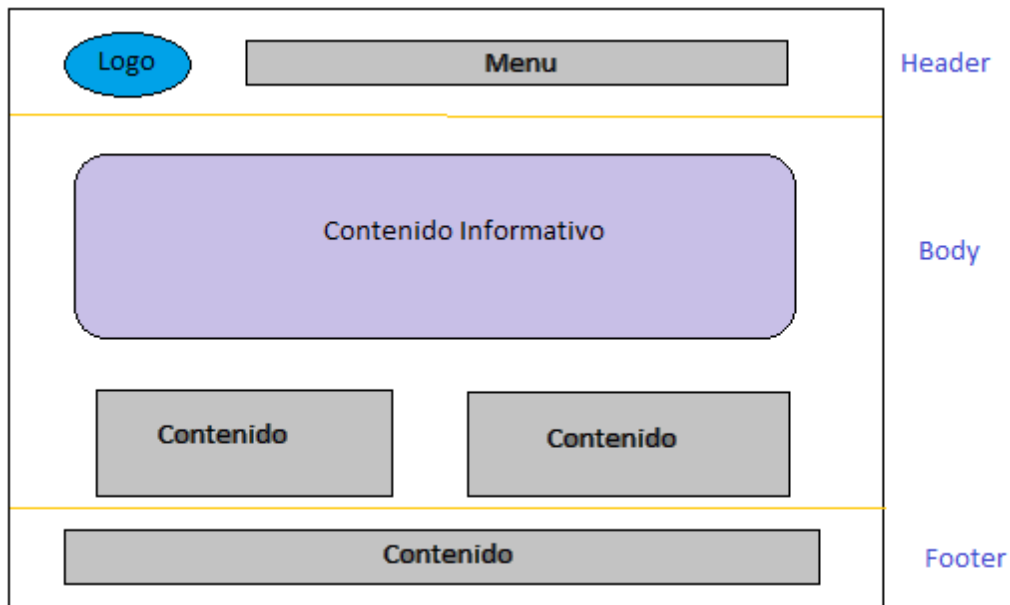 Logo
Menu
Header
Contenido Informativo
Body
Contenido
Contenido
Contenido
Footer